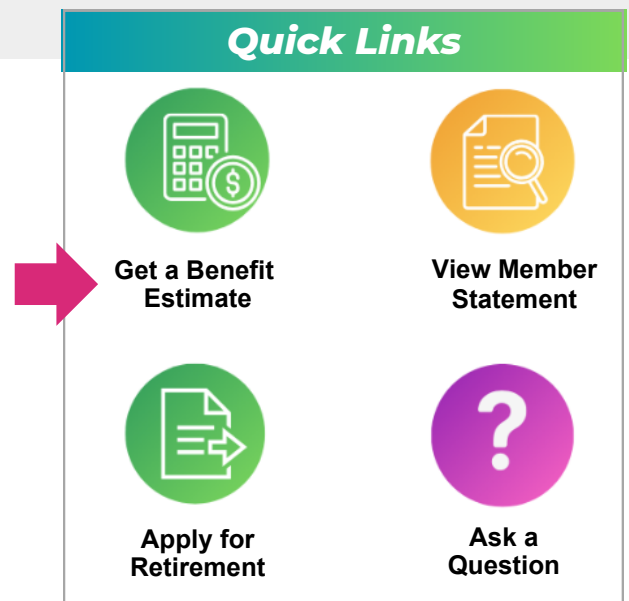 Quick Links
Get a Benefit
Estimate
View Member
Statement
Apply for
Retirement
Ask a
Question